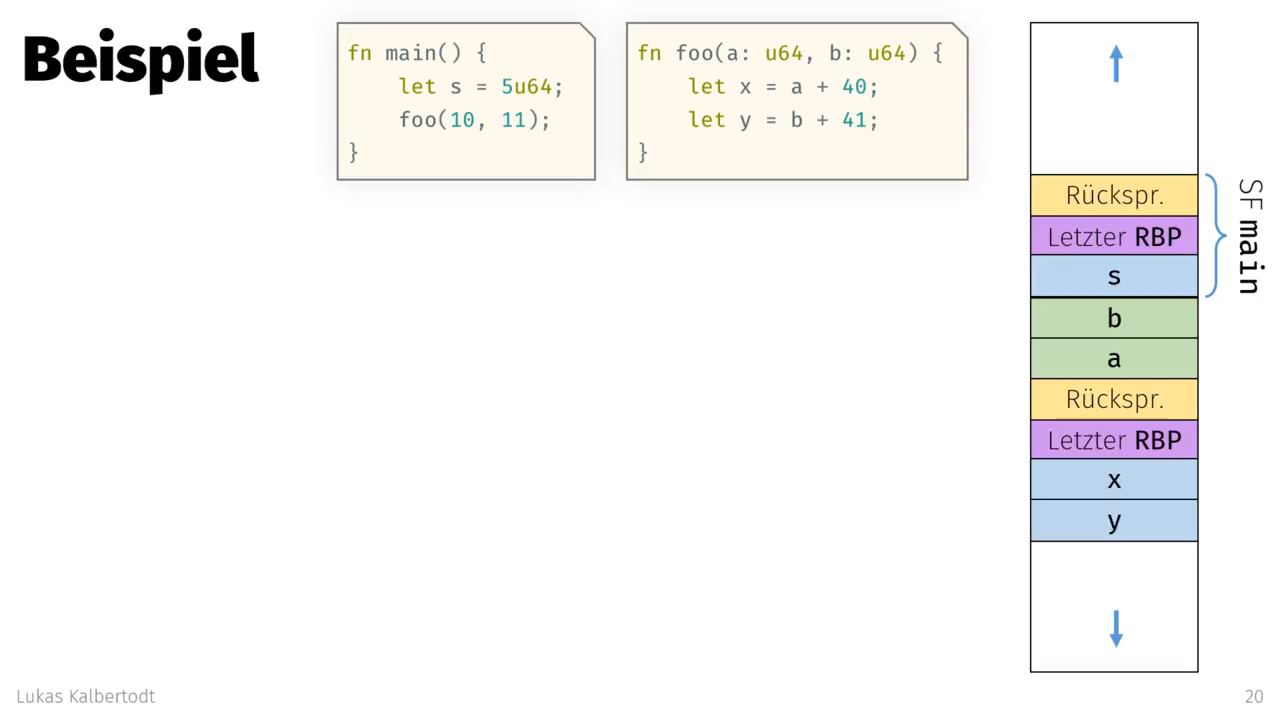 Beispiel
fn main() {
    let s = 5u64;
    foo(10, 11);
}
fn foo(a: u64, b: u64) {
    let x = a + 40;
    let y = b + 41;
}
Rückspr.
Letzter RBP
s
b
a
Rückspr.
Letzter RBP
x
y
SF main
Lukas Kalbertodt
20